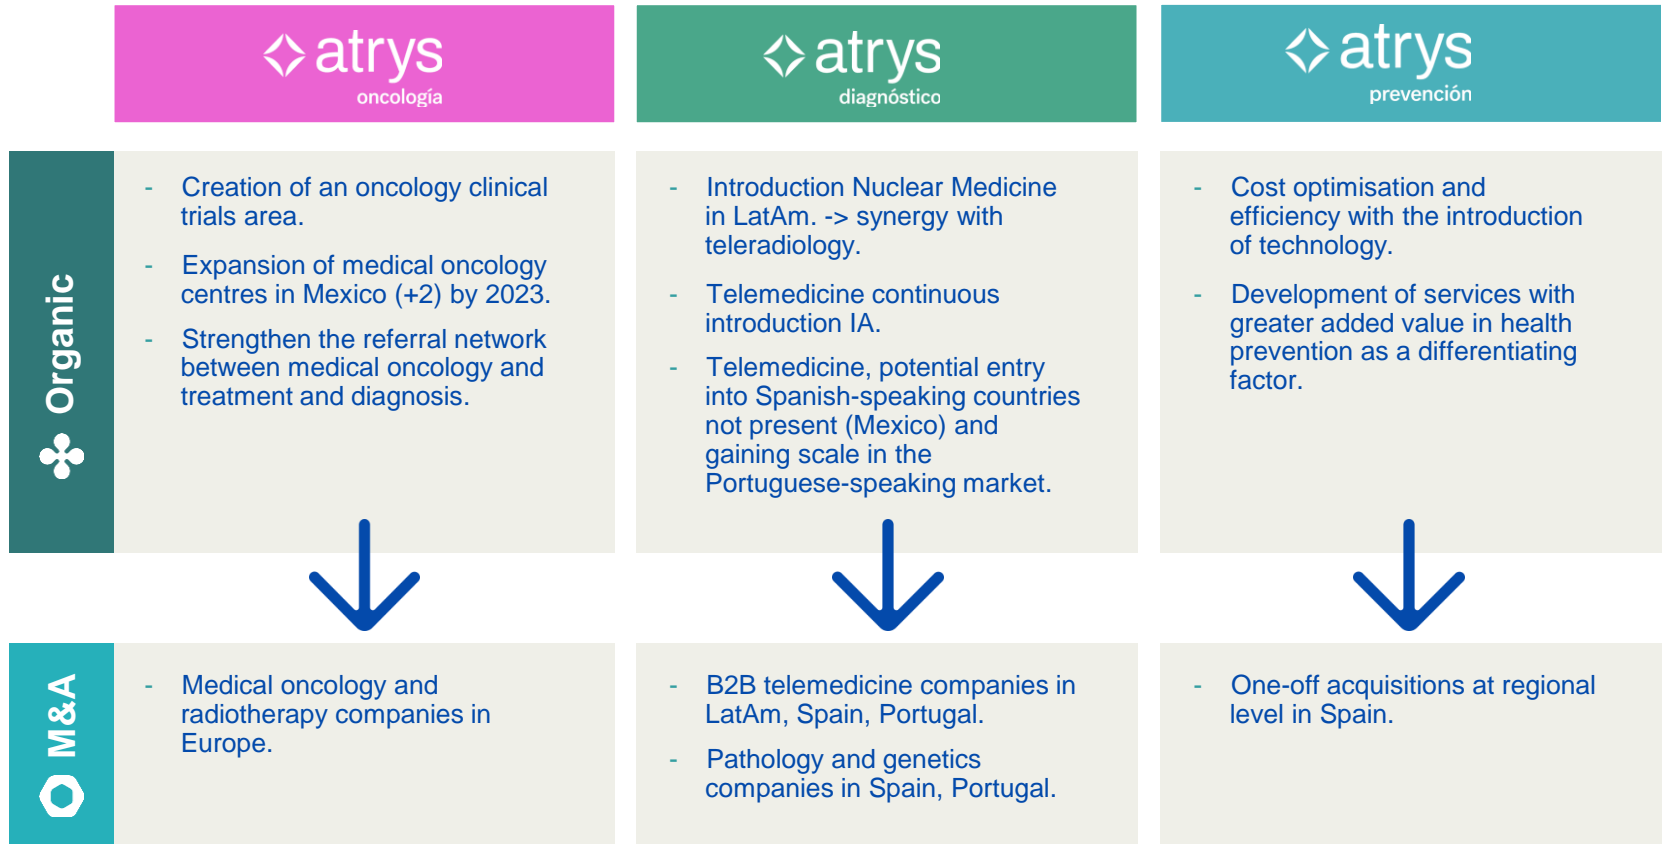 atrys
oncología
atrys
diagnóstico
atrys
prevención
Organic
- Creation of an oncology clinical
trials area.
- Expansion of medical oncology
centres in Mexico (+2) by 2023.
- Strengthen the referral network
between medical oncology and
treatment and diagnosis.
- Introduction Nuclear Medicine
in LatAm. -> synergy with
teleradiology.
- Telemedicine continuous
introduction IA.
- Telemedicine, potential entry
into Spanish-speaking countries
not present (Mexico) and
gaining scale in the
Portuguese-speaking market.
- Cost optimisation and
efficiency with the introduction
of technology.
- Development of services with
greater added value in health
prevention as a differentiating
factor.
M&A
- Medical oncology and
radiotherapy companies in
Europe.
- B2B telemedicine companies in
LatAm, Spain, Portugal.
- Pathology and genetics
companies in Spain, Portugal.
- One-off acquisitions at regional
level in Spain.